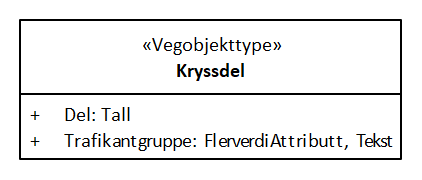 «Vegobjekttype»
Kryssdel
+ Del: Tall
+ Trafikantgruppe: FlerverdiAttributt, Tekst